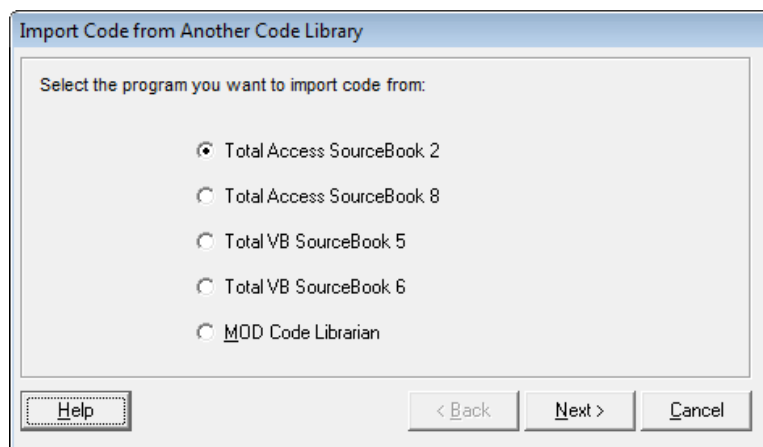 Import Code from Another Code Library
Select the program you want to import code from:
Total Access SourceBook 2
Total Access SourceBook 8
Total VB SourceBook 5
Total VB SourceBook 6
MOD Code Librarian
Help
< Back
Next >
Cancel